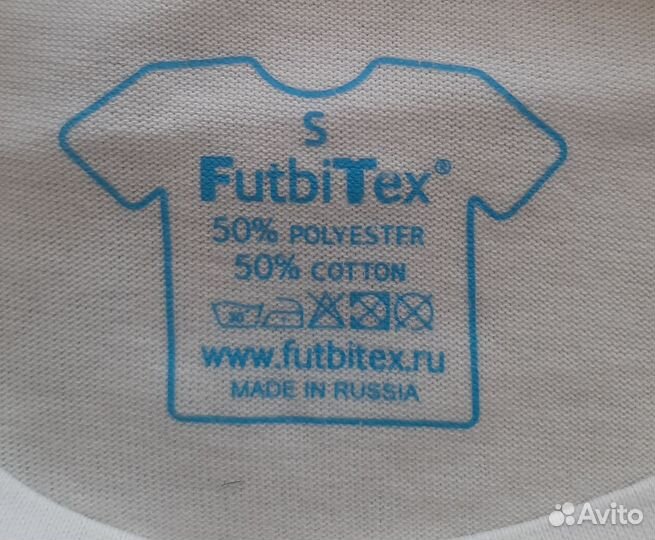 S
FutbiTex®
50% POLYESTER
50% COTTON
www.futbitex.ru
MADE IN RUSSIA
Avito